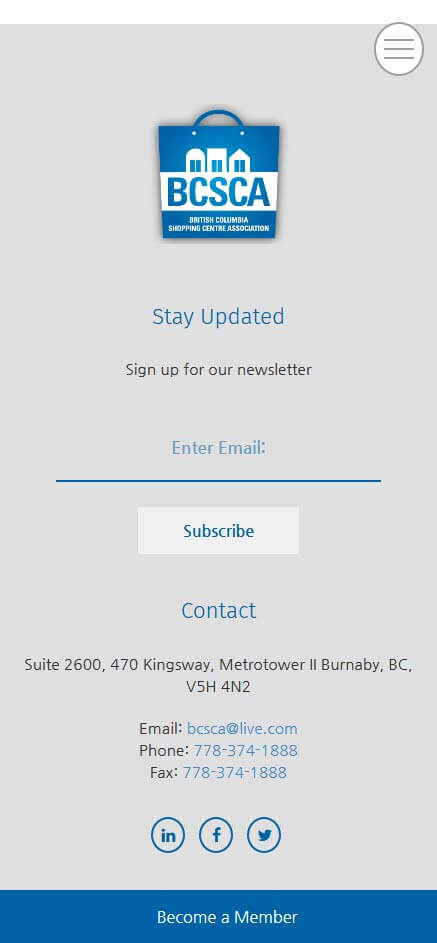 BCSCA
BRITISH COLUMBIA
SHOPPING CENTRE ASSOCIATION
Stay Updated
Sign up for our newsletter
Enter Email:
Subscribe
Contact
Suite 2600, 470 Kingsway, Metrotower II Burnaby, BC,
V5H 4N2
Email: bcsca@live.com
Phone: 778-374-1888
Fax: 778-374-1888
Become a Member